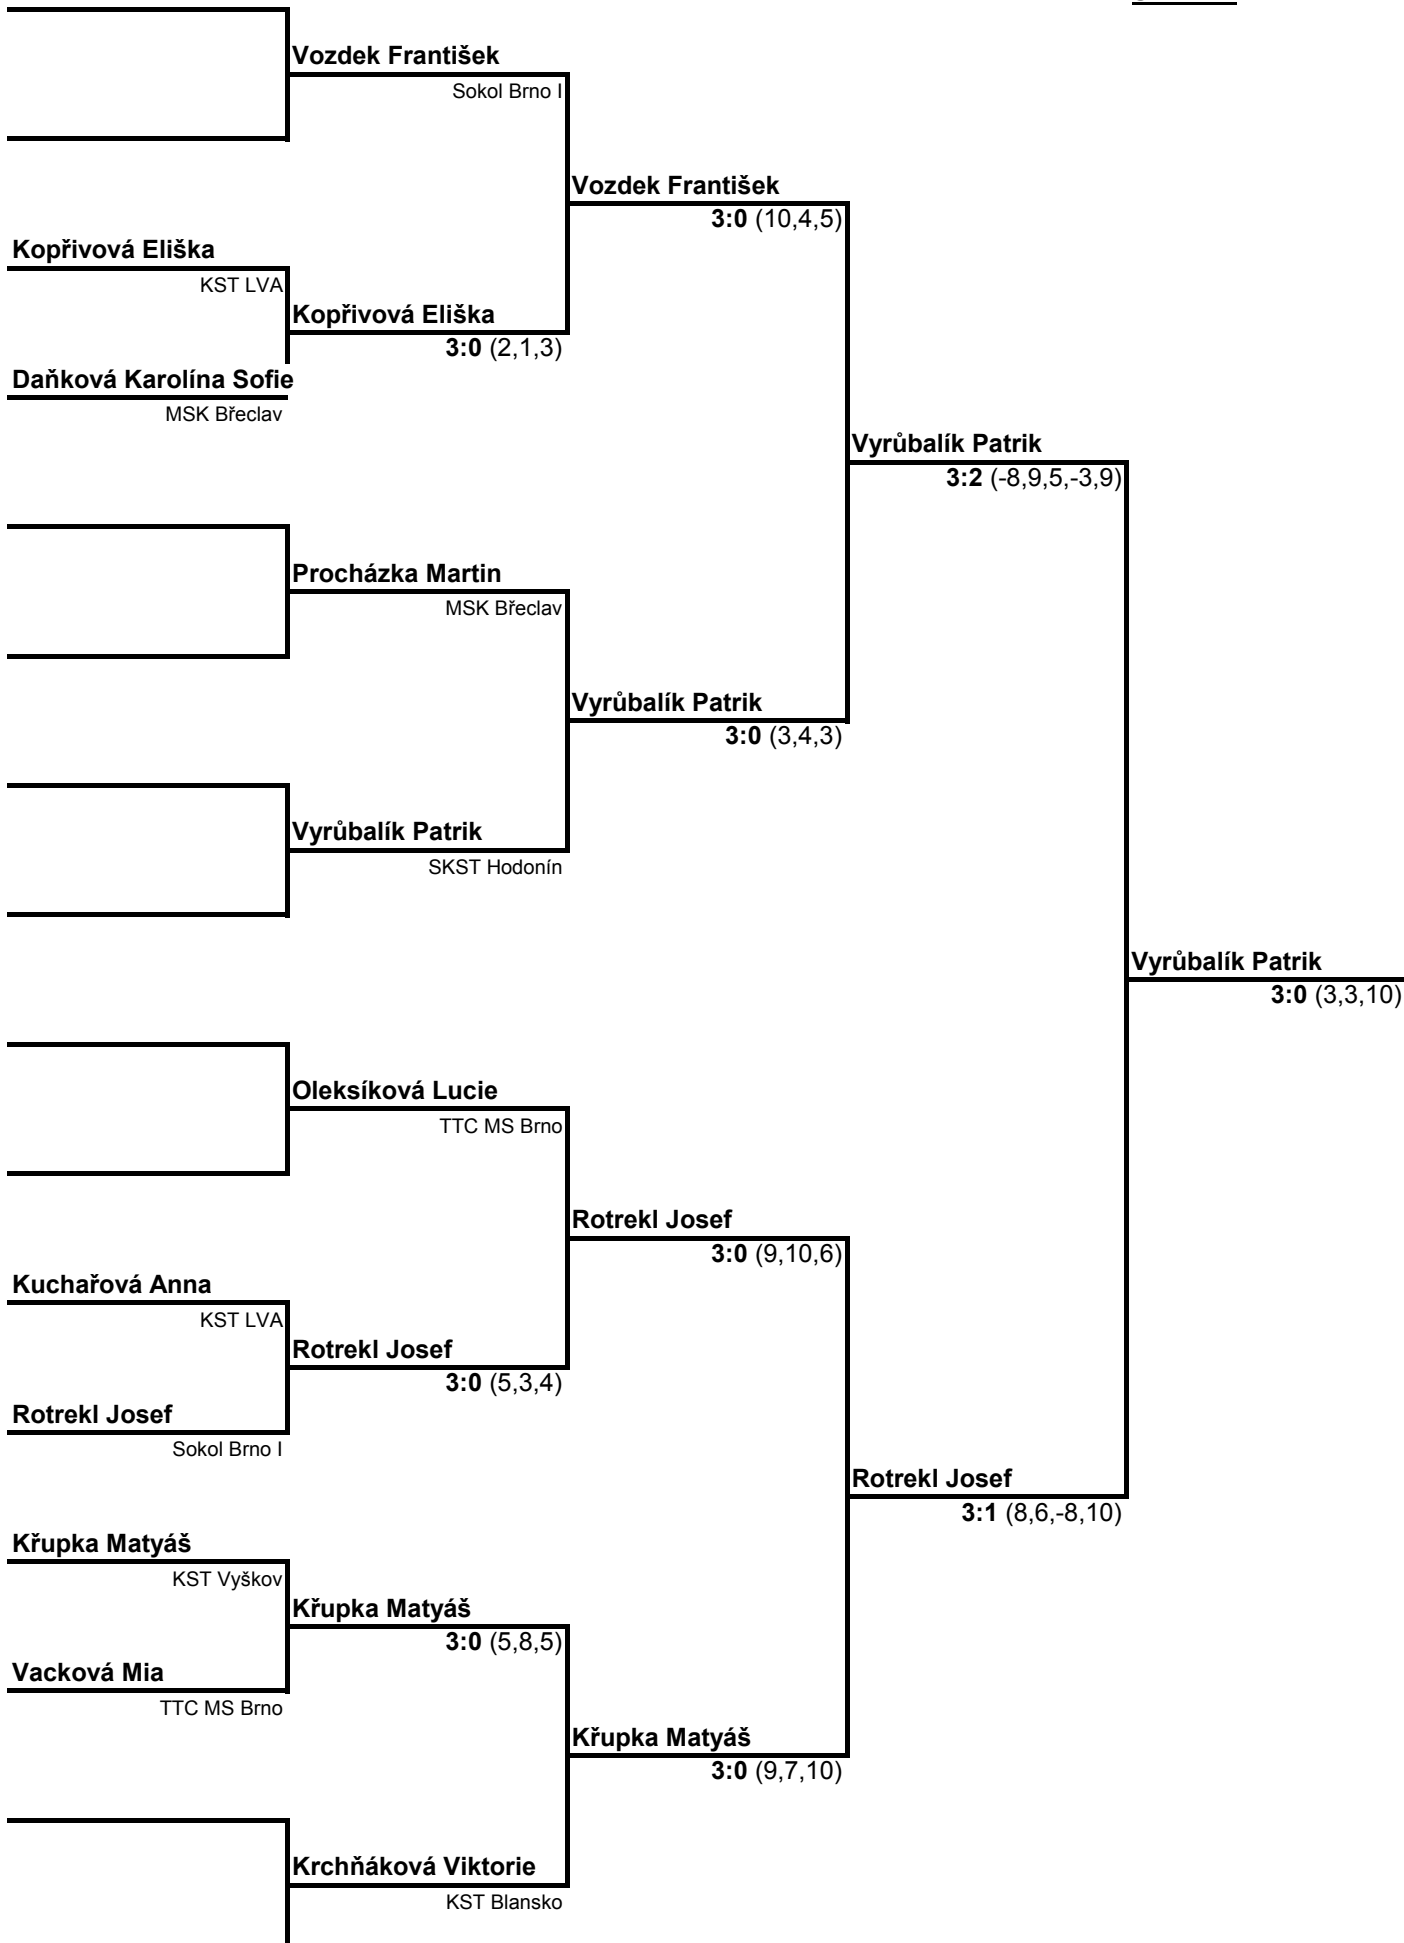 Vozdek František
Sokol Brno I
Vozdek František
3:0 (10,4,5)
Kopřivová Eliška
KST LVA
Kopřivová Eliška
3:0 (2,1,3)
Daňková Karolína Sofie
MSK Břeclav
Vyrůbalík Patrik
3:2 (-8,9,5,-3,9)
Procházka Martin
MSK Břeclav
Vyrůbalík Patrik
3:0 (3,4,3)
Vyrůbalík Patrik
SKST Hodonín
Vyrůbalík Patrik
3:0 (3,3,10)
Oleksíková Lucie
TTC MS Brno
Rotrekl Josef
3:0 (9,10,6)
Kuchařová Anna
KST LVA
Rotrekl Josef
3:0 (5,3,4)
Rotrekl Josef
Sokol Brno I
Rotrekl Josef
3:1 (8,6,-8,10)
Křupka Matyáš
KST Vyškov
Křupka Matyáš
3:0 (5,8,5)
Vacková Mia
TTC MS Brno
Křupka Matyáš
3:0 (9,7,10)
Krchňáková Viktorie
KST Blansko